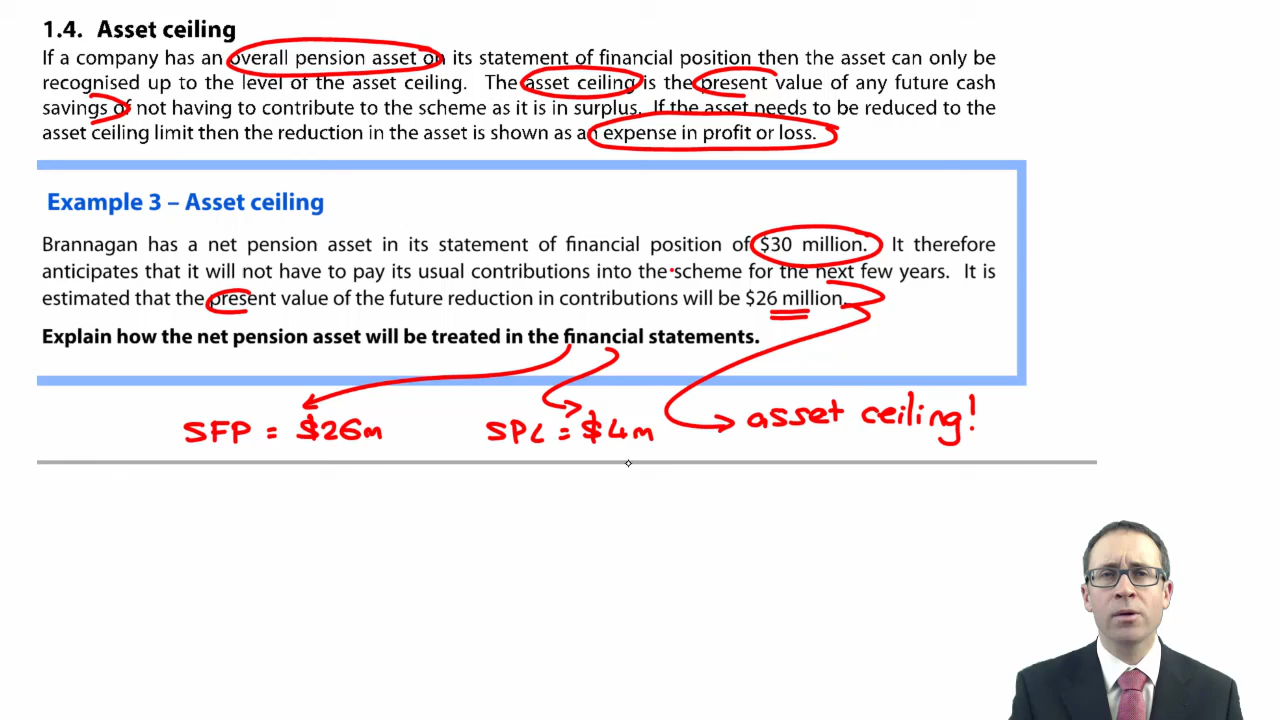 1.4. Asset ceiling
If a company has an overall pension asset on its statement of financial position then the asset can only be
recognised up to the level of the asset ceiling. The asset ceiling is the present value of any future cash
savings of not having to contribute to the scheme as it is in surplus. If the asset needs to be reduced to the
asset ceiling limit then the reduction in the asset is shown as an expense in profit or loss.
Example 3 – Asset ceiling
Brannagan has a net pension asset in its statement of financial position of $30 million. It therefore
anticipates that it will not have to pay its usual contributions into the scheme for the next few years. It is
estimated that the present value of the future reduction in contributions will be $26 million.
Explain how the net pension asset will be treated in the financial statements.
SFP = $26m SPL = $4m asset ceiling!